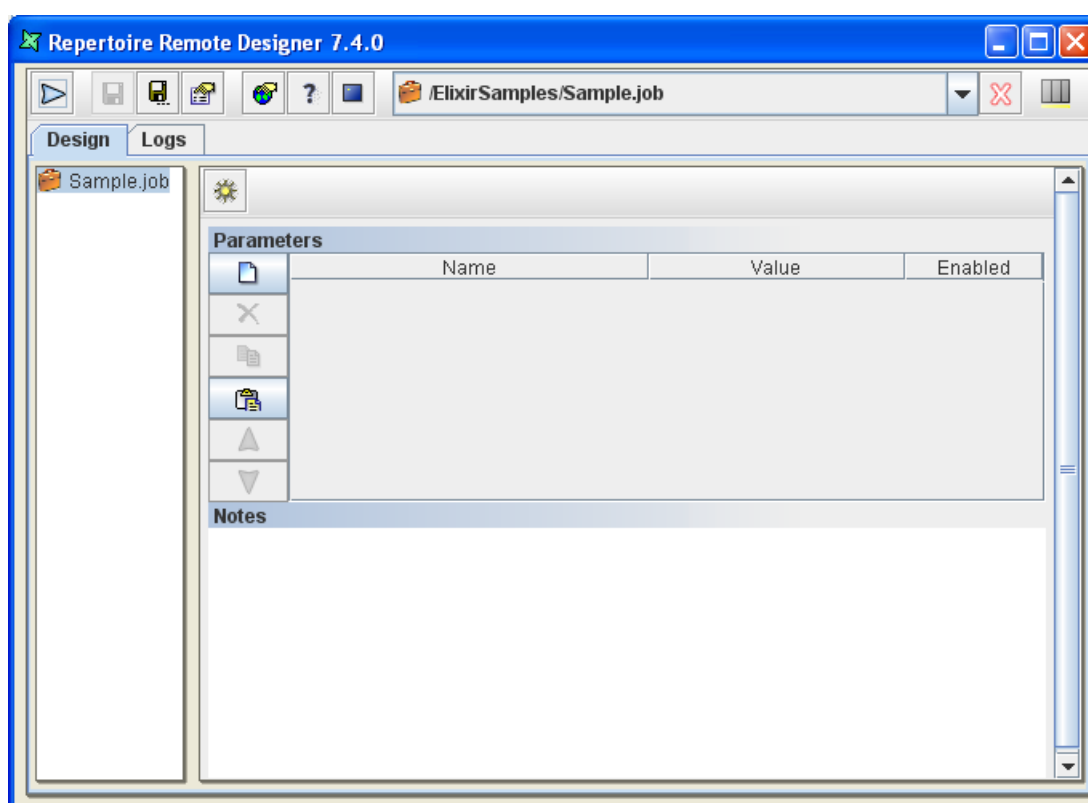 Repertoire Remote Designer 7.4.0
? /ElixirSamples/Sample.job
Design Logs
Sample.job
Parameters
Name Value Enabled
Notes